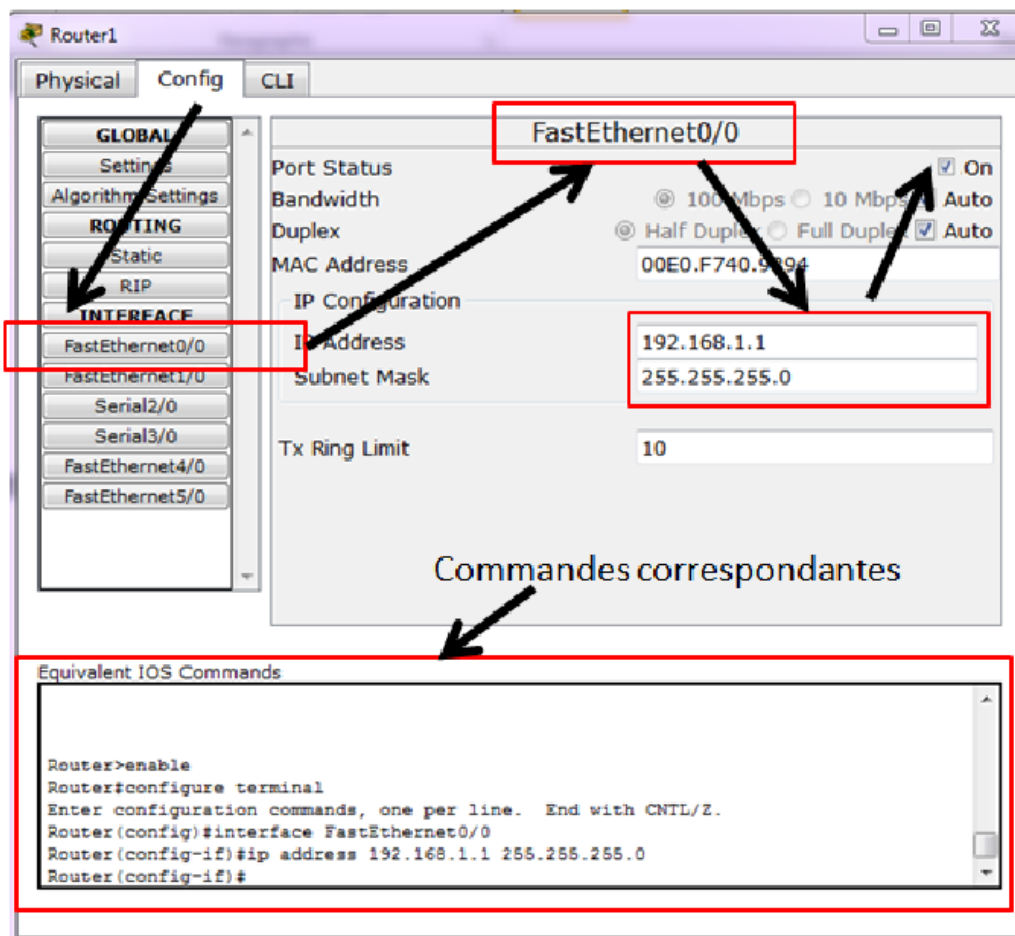 Router1
Physical Config CLI
GLOBAL
Settings
Algorithm Settings
ROUTING
Static
RIP
INTERFACE
FastEthernet0/0
FastEthernet1/0
Serial2/0
Serial3/0
FastEthernet4/0
FastEthernet5/0
FastEthernet0/0
Port Status On
Bandwidth 100 Mbps 10 Mbps Auto
Duplex Half Duplex Full Duplex Auto
MAC Address
IP Configuration
IP Address 192.168.1.1
Subnet Mask 255.255.255.0
Tx Ring Limit 10
Commandes correspondantes
Equivalent IOS Commands
Router>enable
Router#configure terminal
Enter configuration commands, one per line. End with CNTL/Z.
Router(config)#interface FastEthernet0/0
Router(config-if)#ip address 192.168.1.1 255.255.255.0
Router(config-if)#